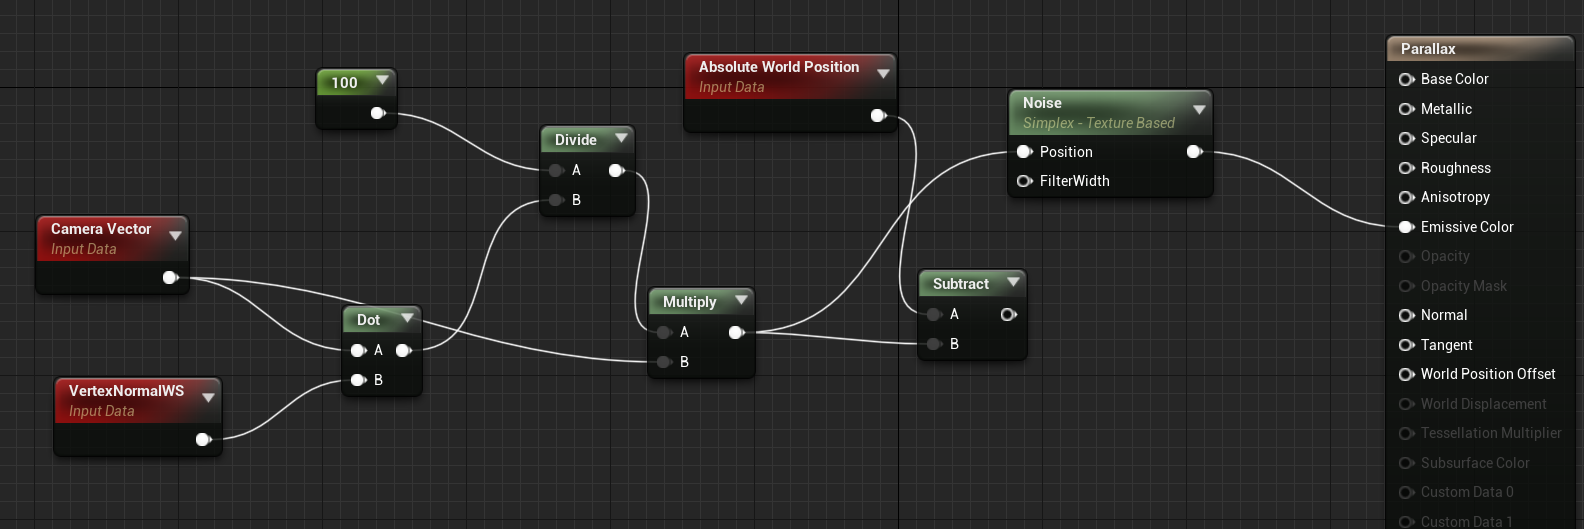 100
Divide
A
B
Camera Vector
Input Data
Dot
A
B
VertexNormalWS
Input Data
Absolute World Position
Input Data
Multiply
A
B
Subtract
A
B
Noise
Simplex - Texture Based
Position
FilterWidth
Parallax
Base Color
Metallic
Specular
Roughness
Anisotropy
Emissive Color
Opacity
Opacity Mask
Normal
Tangent
World Position Offset
World Displacement
Tessellation Multiplier
Subsurface Color
Custom Data 0
Custom Data 1